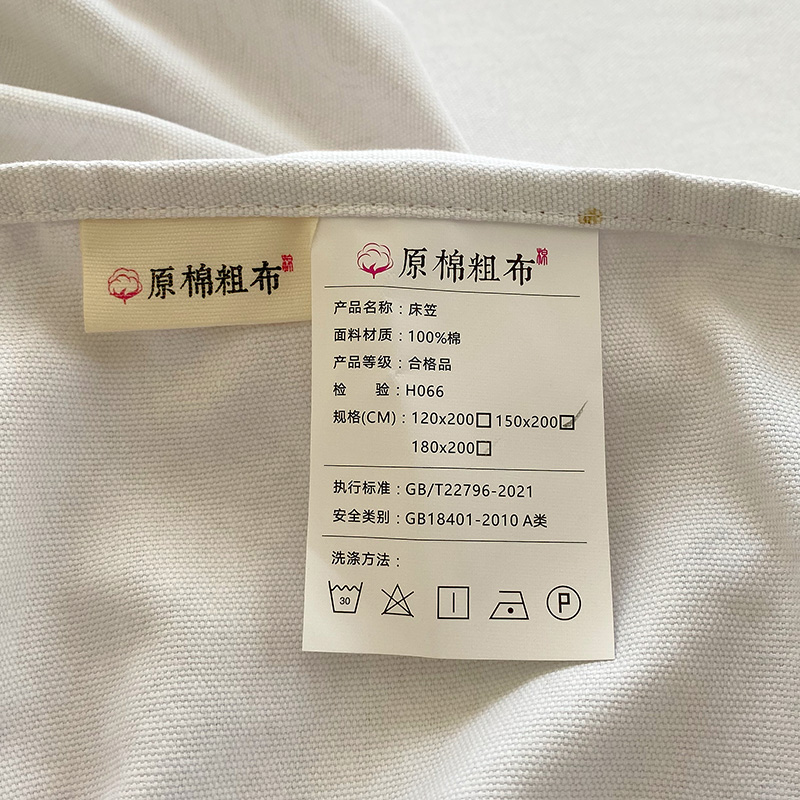 原棉粗布
原棉粗布 棉
产品名称：床笠
面料材质：100%棉
产品等级：合格品
检 验：H066
规格(CM)：120x200□ 150x200☑
180x200□
执行标准：GB/T22796-2021
安全类别：GB18401-2010 A类
洗涤方法：
30
P